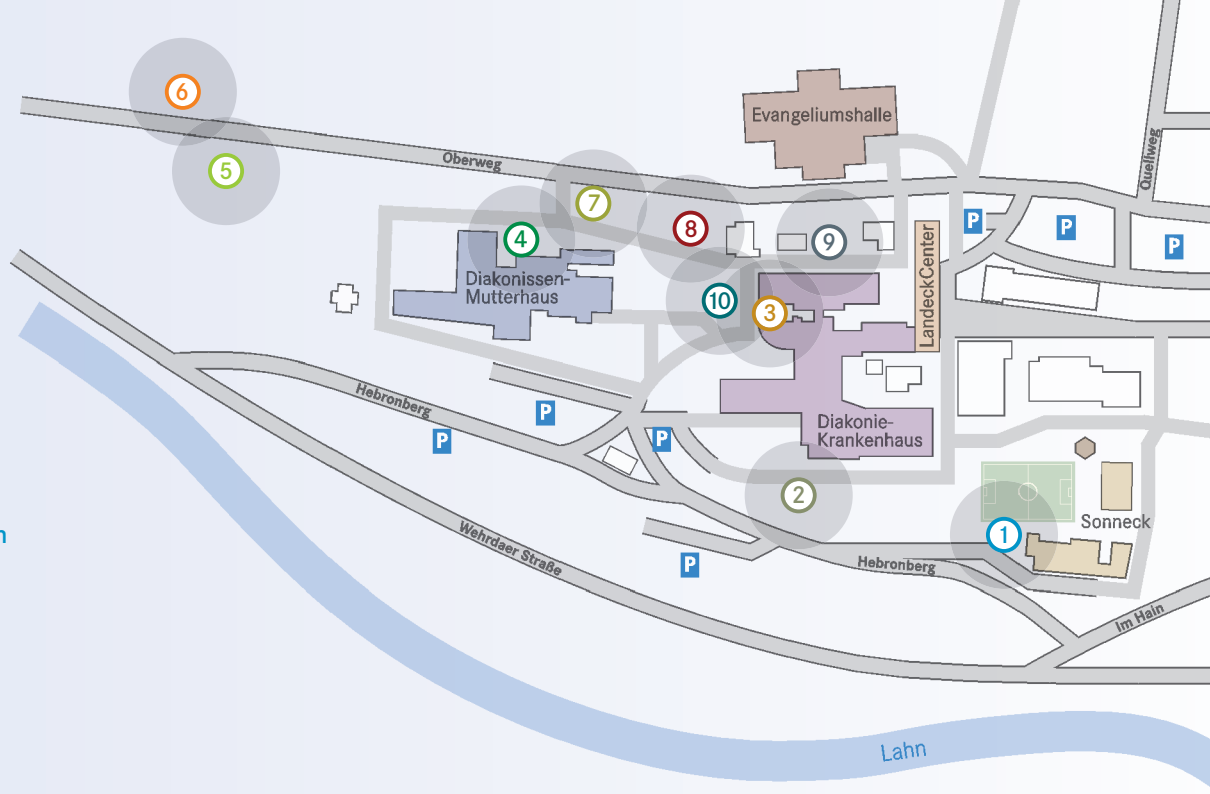 6
Evangeliumshalle
Quellweg
Oberweg
5
7
P
P
8
4
9
P
LandeckCenter
Diakonissen-
Mutterhaus
10
3
Hebronberg
P
P
P
Diakonie-
Krankenhaus
2
Sonneck
1
n
Wehrdaer Straße
P
Hebronberg
Im Hain
Lahn